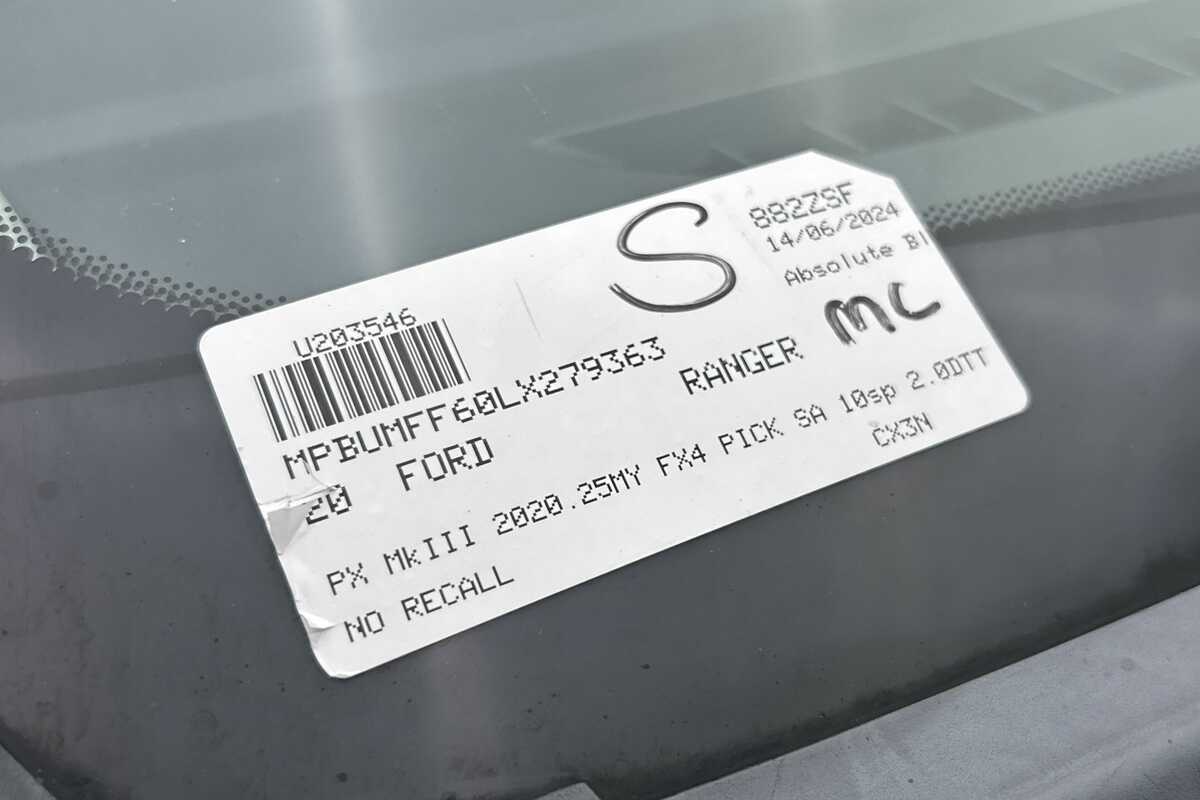 S
882ZSF
14/06/2024
Absolute Bl
MC
U203546
MPBUMFF60LX279363
20 FORD RANGER
PX MkIII 2020.25MY FX4 PICK SA 10sp 2.0DTT
NO RECALL CX3N